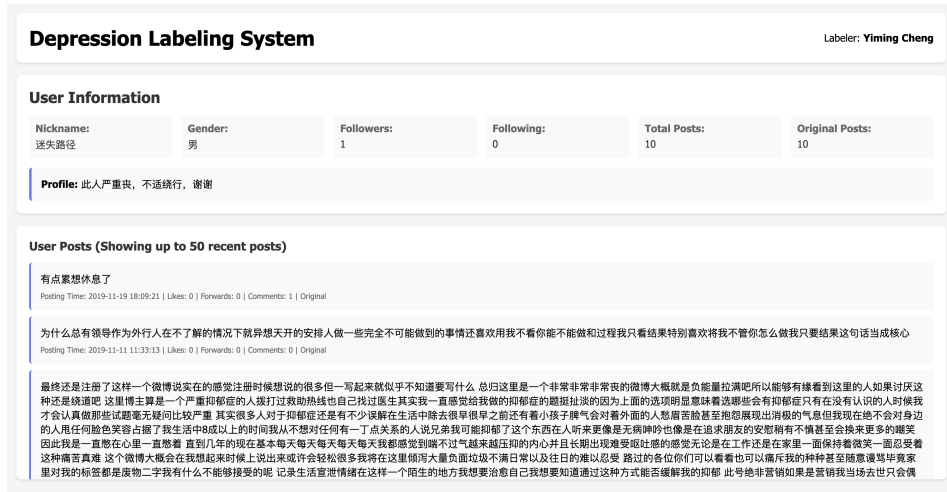 Depression Labeling System
Labeler: Yiming Cheng
User Information
Nickname:
迷失路径
Gender:
男
Followers:
1
Following:
0
Total Posts:
10
Original Posts:
10
Profile: 此人严重丧，不适绕行，谢谢
User Posts (Showing up to 50 recent posts)
有点累想休息了
Posting Time: 2019-11-19 18:09:21 | Likes: 0 | Forwards: 0 | Comments: 1 | Original
为什么总有领导作为外行人在不了解的情况下就异想天开的安排人做一些完全不可能做到的事情还喜欢用我不看你能不能做和过程我只看结果特别喜欢将我不管你怎么做我只要结果这句话当成核心
Posting Time: 2019-11-11 11:33:13 | Likes: 0 | Forwards: 0 | Comments: 0 | Original
最终还是注册了这样一个微博说实在的感觉注册时候想说的很多但一写起来就似乎不知道要写什么 总归这里是一个非常非常非常丧的微博大概就是负能量拉满吧所以能够有缘看到这里的人如果讨厌这
种还是绕道吧 这里博主算是一个严重抑郁症的人拨打过救助热线也自己找过医生其实我一直感觉给我做的抑郁症的题挺扯淡的因为上面的选项明显意味着选哪些会有抑郁症只有在没有认识的人的时候我
才会认真做那些试题毫无疑问比较严重 其实很多人对于抑郁症还是有不少误解在生活中除去很早很早之前还有着小孩子脾气会对着外面的人愁眉苦脸甚至抱怨展现出消极的气息但我现在绝不会对身边
的人甩任何脸色笑容占据了我生活中8成以上的时间我从不想对任何有一丁点关系的人说兄弟我可能抑郁了这个东西在人听来更像是无病呻吟也像是在追求朋友的安慰稍有不慎甚至会换来更多的嘲笑
因此我是一直憋在心里一直憋着 直到几年的现在基本每天每天每天每天每天我都感觉到喘不过气越来越压抑的内心并且长期出现难受呕吐感的感觉无论是在工作还是在家里一面保持着微笑一面忍受着
这种痛苦真难 这个微博大概会在我想起来时候上说出来或许会轻松很多我将在这里倾泻大量负面垃圾不满日常以及往日的难以忍受 路过的各位你们可以看看也可以痛斥我的种种甚至随意谩骂毕竟家
里对我的标签都是废物二字我有什么不能够接受的呢 记录生活宣泄情绪在这样一个陌生的地方我想要治愈自己我想要知道通过这种方式能否缓解我的抑郁 此号绝非营销如果是营销我当场去世只会偶